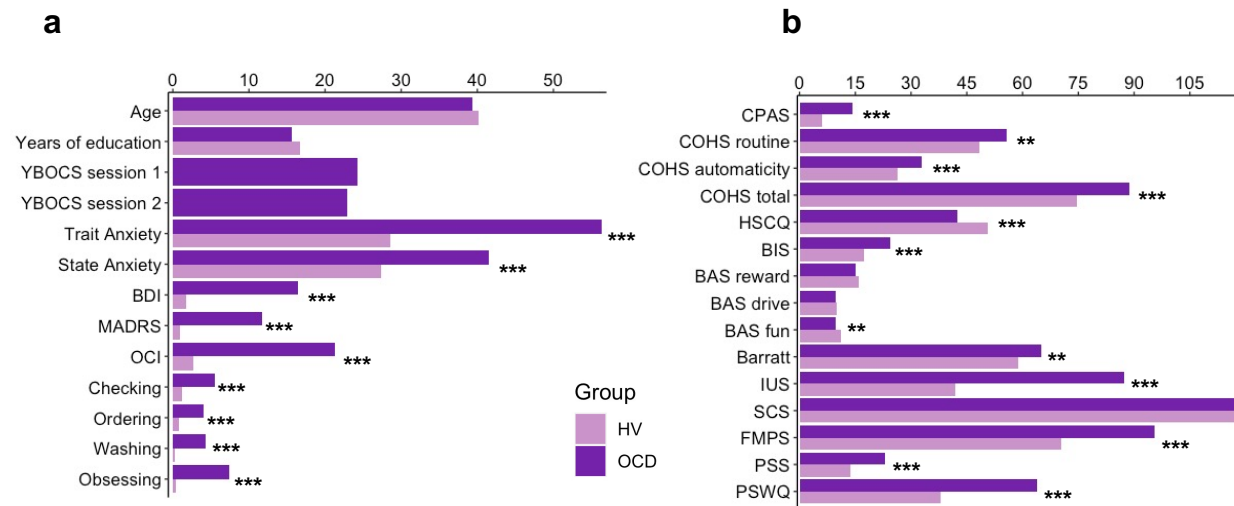 a
0 10 20 30 40 50
Age
Years of education
YBOCS session 1
YBOCS session 2
Trait Anxiety ***
State Anxiety ***
BDI ***
MADRS ***
OCI ***
Checking ***
Ordering ***
Washing ***
Obsessing ***
Group
HV
OCD
b
0 15 30 45 60 75 90 105
CPAS ***
COHS routine **
COHS automaticity ***
COHS total ***
HSCQ ***
BIS ***
BAS reward
BAS drive
BAS fun **
Barratt **
IUS ***
SCS
FMPS ***
PSS ***
PSWQ ***